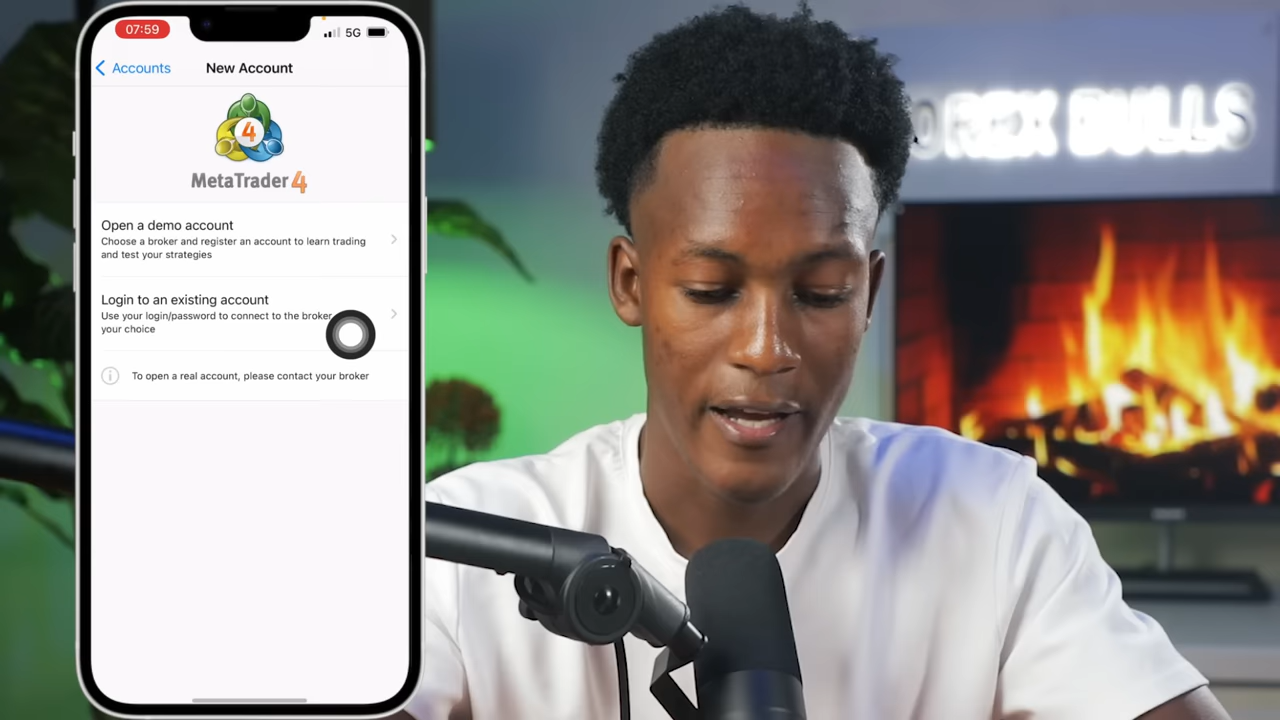 07:59
5G
Accounts
New Account
4
MetaTrader 4
Open a demo account
Choose a broker and register an account to learn trading
and test your strategies
Login to an existing account
Use your login/password to connect to the broker
your choice
To open a real account, please contact your broker
OREX BULLS